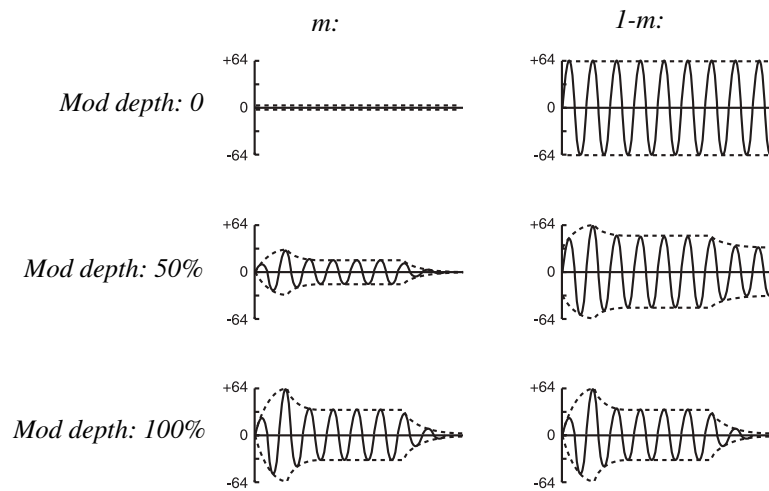 m: 1-m:
+64 +64
Mod depth: 0 0 0
-64 -64
+64 +64
Mod depth: 50% 0 0
-64 -64
+64 +64
Mod depth: 100% 0 0
-64 -64